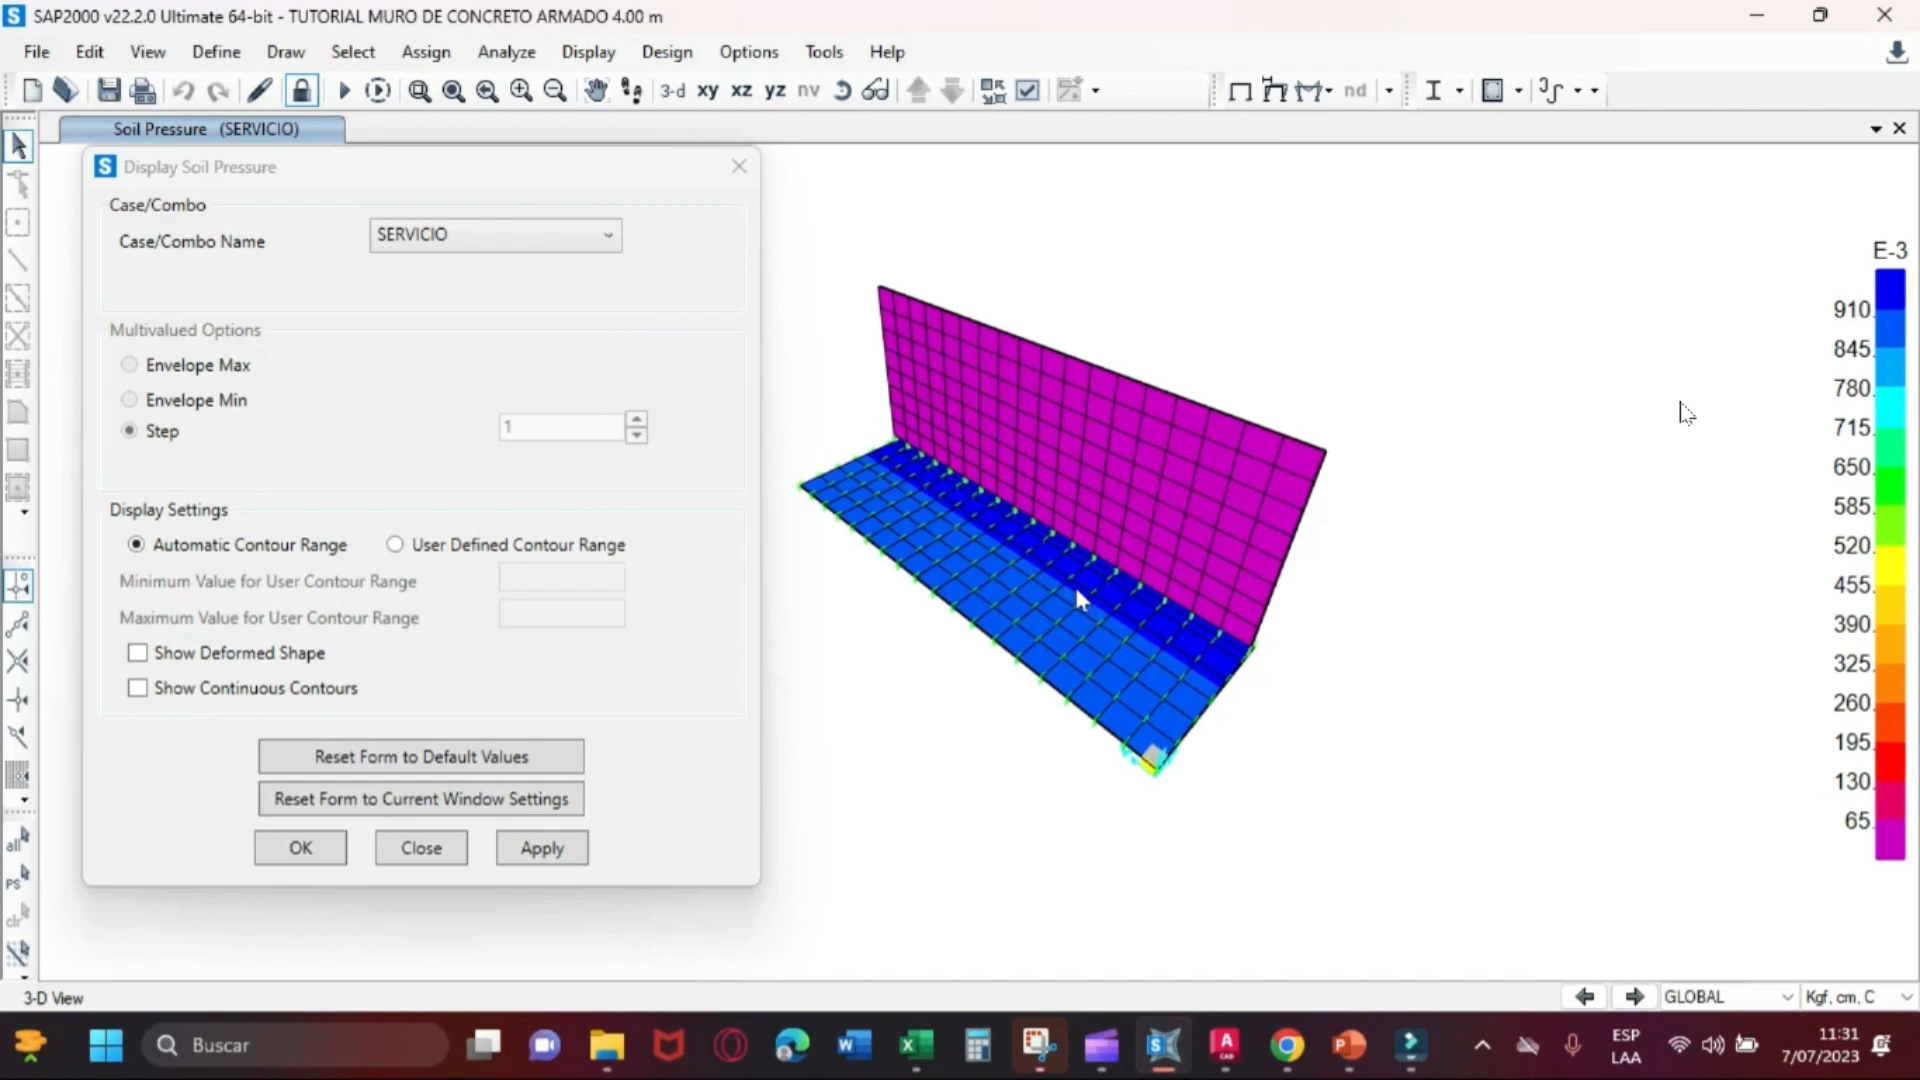 SAP2000 v22.2.0 Ultimate 64-bit - TUTORIAL MURO DE CONCRETO ARMADO 4.00 m
File Edit View Define Draw Select Assign Analyze Display Design Options Tools Help
3-d xy xz yz nv nd
Soil Pressure (SERVICIO)
Display Soil Pressure
Case/Combo
Case/Combo Name SERVICIO
Multivalued Options
Envelope Max
Envelope Min
Step 1
Display Settings
Automatic Contour Range User Defined Contour Range
Minimum Value for User Contour Range
Maximum Value for User Contour Range
Show Deformed Shape
Show Continuous Contours
Reset Form to Default Values
Reset Form to Current Window Settings
OK Close Apply
E-3
910.
845.
780.
715.
650.
585.
520.
455.
390.
325.
260.
195.
130.
65.
all
PS
clr
3-D View GLOBAL Kgf, cm, C
Buscar
ESP
LAA
11:31
7/07/2023